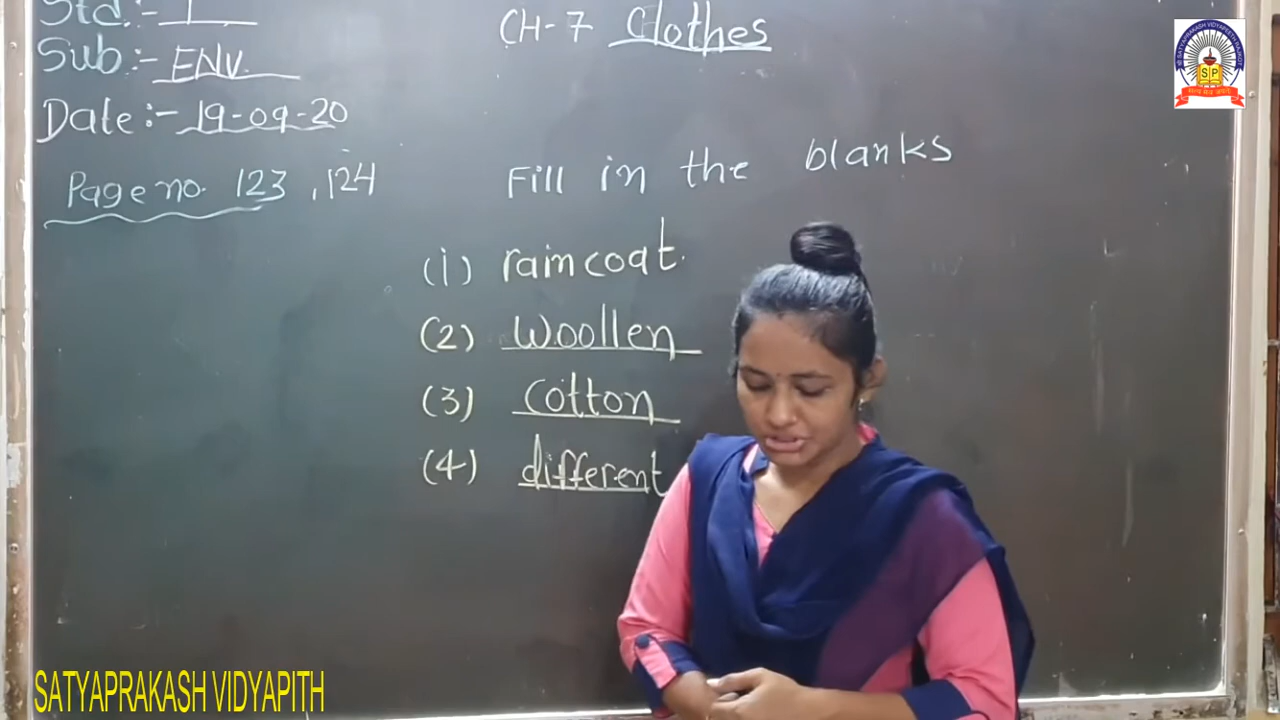 Std:- 1
Sub:- ENV.
Date:- 19-09-20
Page no. 123, 124
CH-7 Clothes
Fill in the blanks
(1) raincoat.
(2) Woollen
(3) cotton
(4) different
SP
SATYAPRAKASH VIDYAPITH